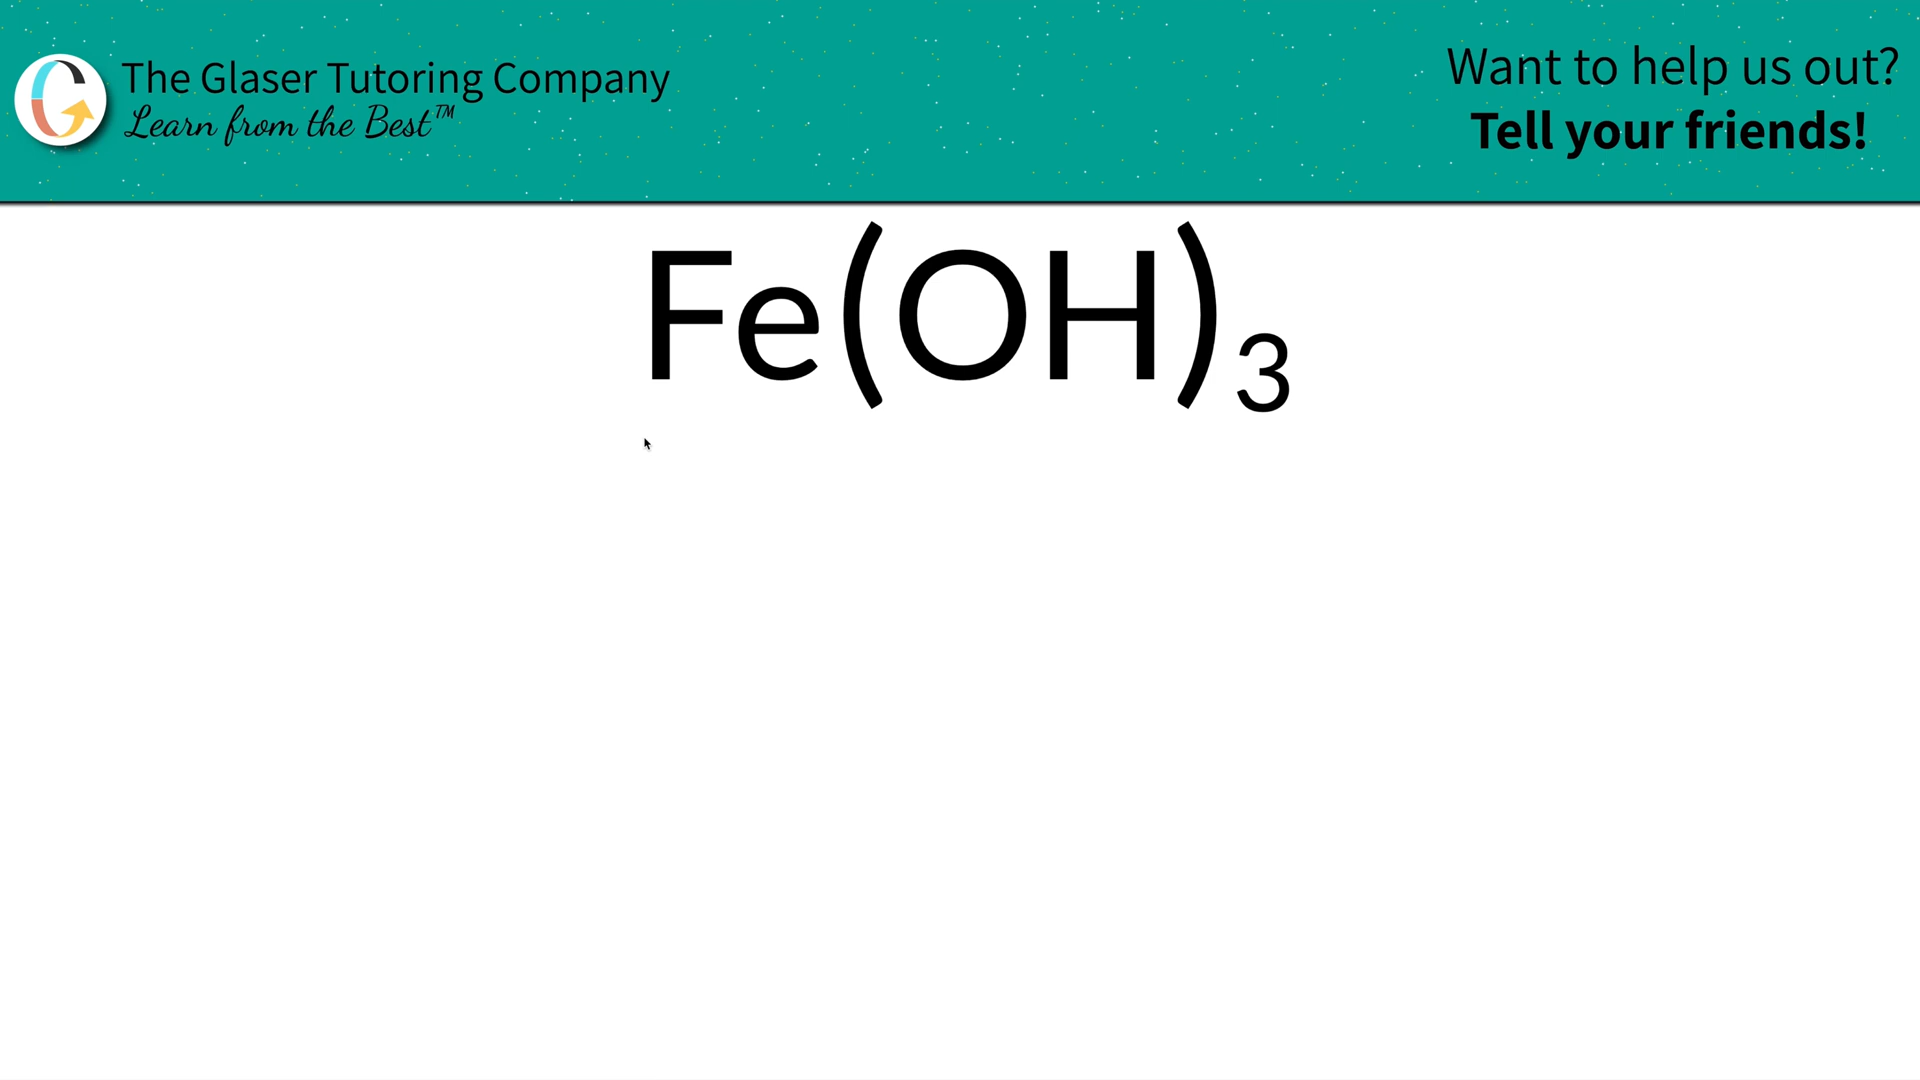 The Glaser Tutoring Company
Learn from the Best™
Want to help us out?
Tell your friends!
Fe(OH)₃